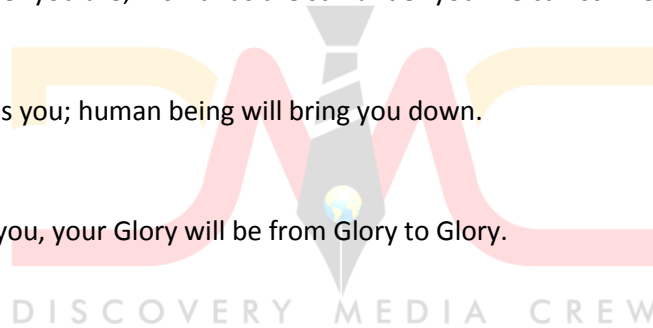 s you; human being will bring you down.
you, your Glory will be from Glory to Glory.
DISCOVERY MEDIA CREW